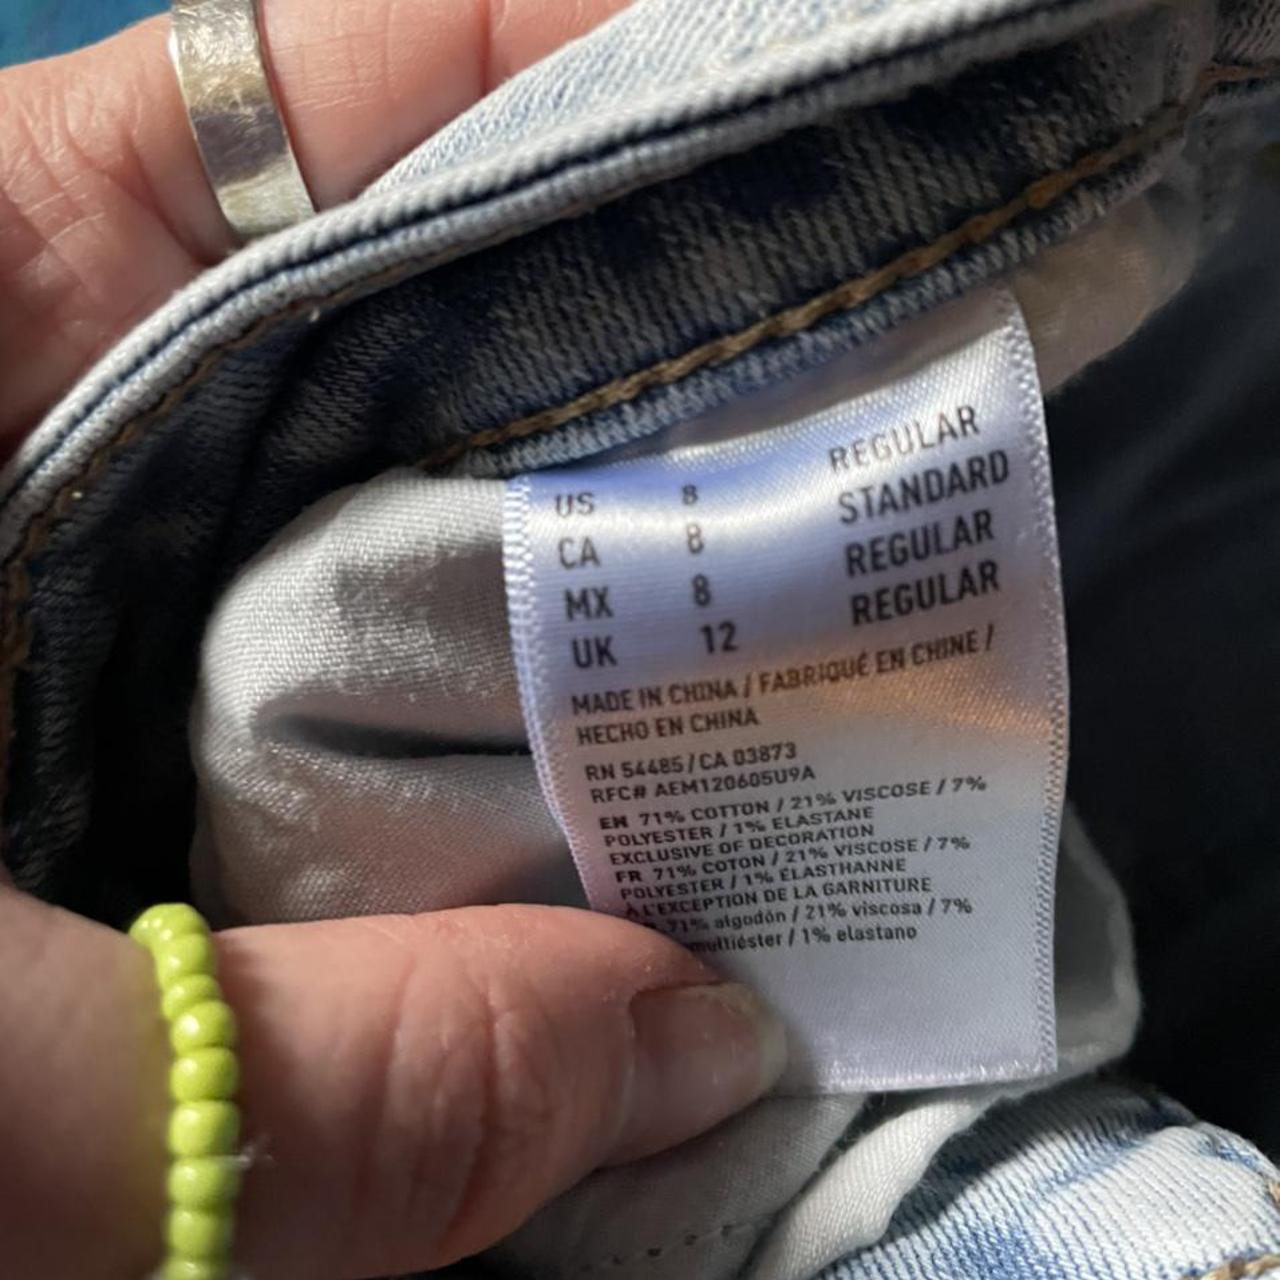 US 8 REGULAR
CA 8 STANDARD
MX 8 REGULAR
UK 12 REGULAR
MADE IN CHINA / FABRIQUÉ EN CHINE /
HECHO EN CHINA
RN 54485 / CA 03873
RFC# AEM120605U9A
EN 71% COTTON / 21% VISCOSE / 7%
POLYESTER / 1% ELASTANE
EXCLUSIVE OF DECORATION
FR 71% COTON / 21% VISCOSE / 7%
POLYESTER / 1% ÉLASTHANNE
À L'EXCEPTION DE LA GARNITURE
71% algodón / 21% viscosa / 7%
/ 1% elastano